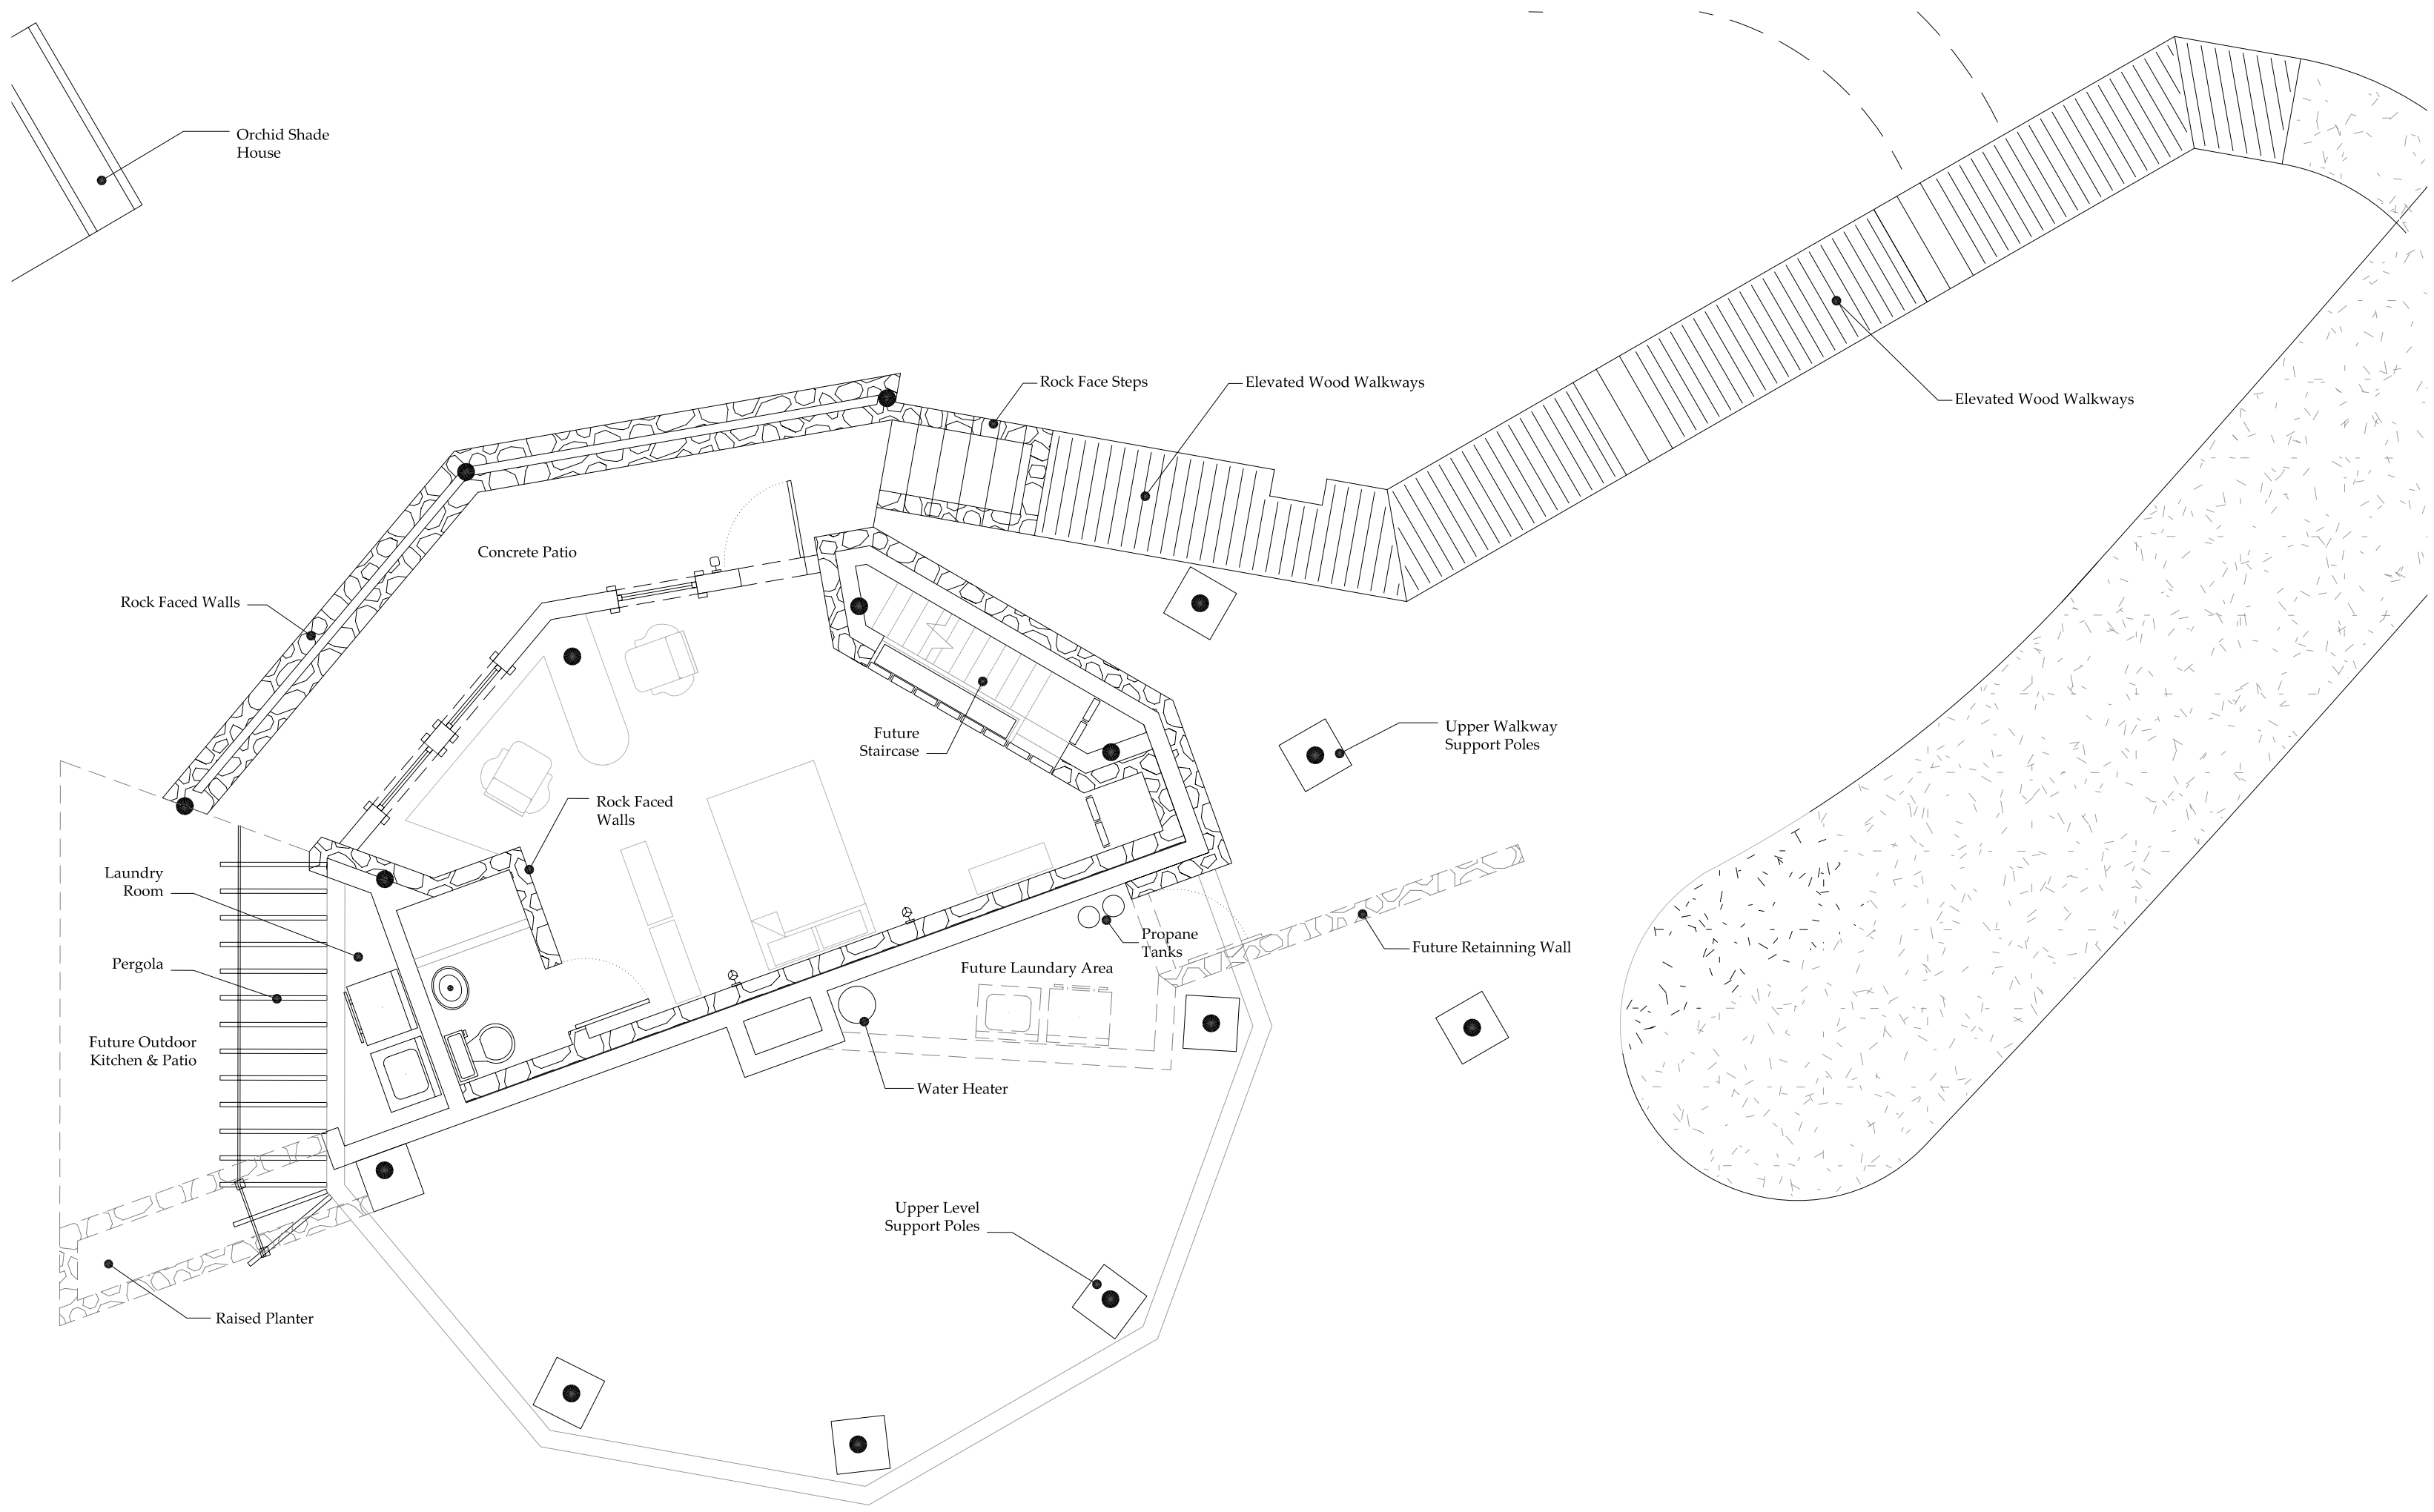 Orchid Shade
House
Rock Face Steps
Elevated Wood Walkways
Elevated Wood Walkways
Concrete Patio
Rock Faced Walls
Future
Staircase
Upper Walkway
Support Poles
Rock Faced
Walls
Laundry
Room
Propane
Tanks
Future Retainning Wall
Pergola
Future Laundary Area
Future Outdoor
Kitchen & Patio
Water Heater
Upper Level
Support Poles
Raised Planter